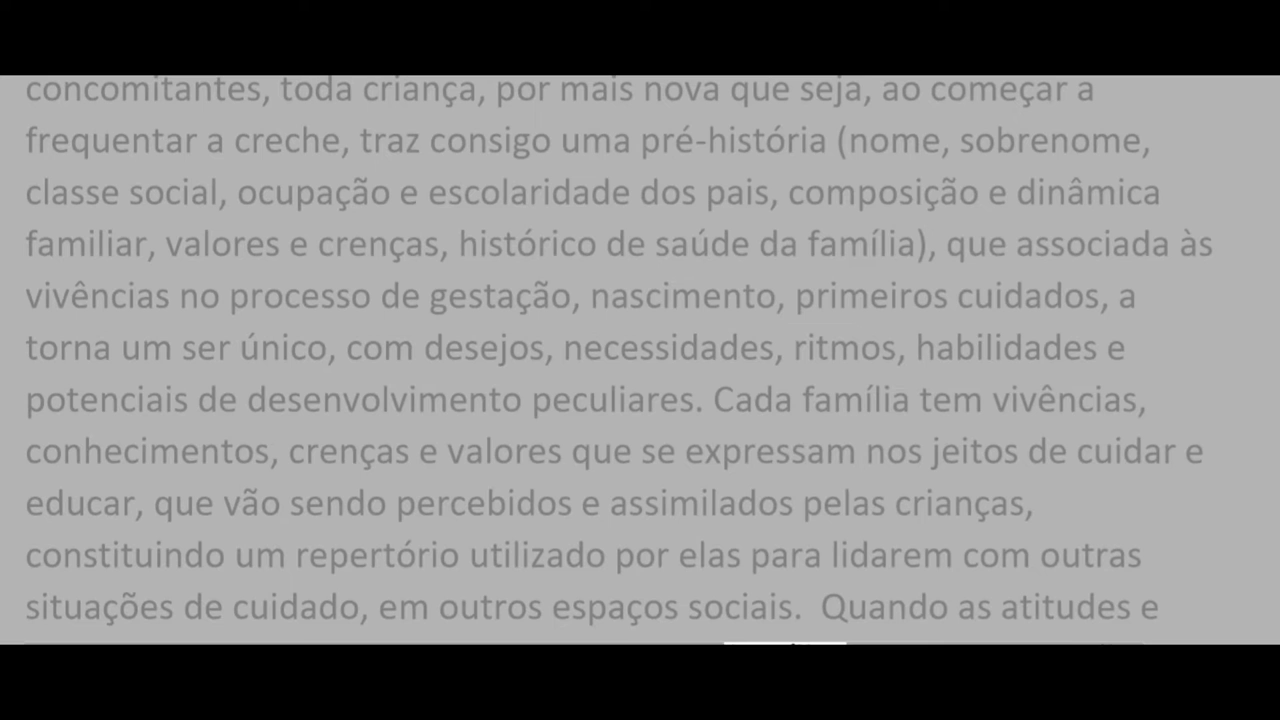 concomitantes, toda criança, por mais nova que seja, ao começar a
frequentar a creche, traz consigo uma pré-história (nome, sobrenome,
classe social, ocupação e escolaridade dos pais, composição e dinâmica
familiar, valores e crenças, histórico de saúde da família), que associada às
vivências no processo de gestação, nascimento, primeiros cuidados, a
torna um ser único, com desejos, necessidades, ritmos, habilidades e
potenciais de desenvolvimento peculiares. Cada família tem vivências,
conhecimentos, crenças e valores que se expressam nos jeitos de cuidar e
educar, que vão sendo percebidos e assimilados pelas crianças,
constituindo um repertório utilizado por elas para lidarem com outras
situações de cuidado, em outros espaços sociais.  Quando as atitudes e